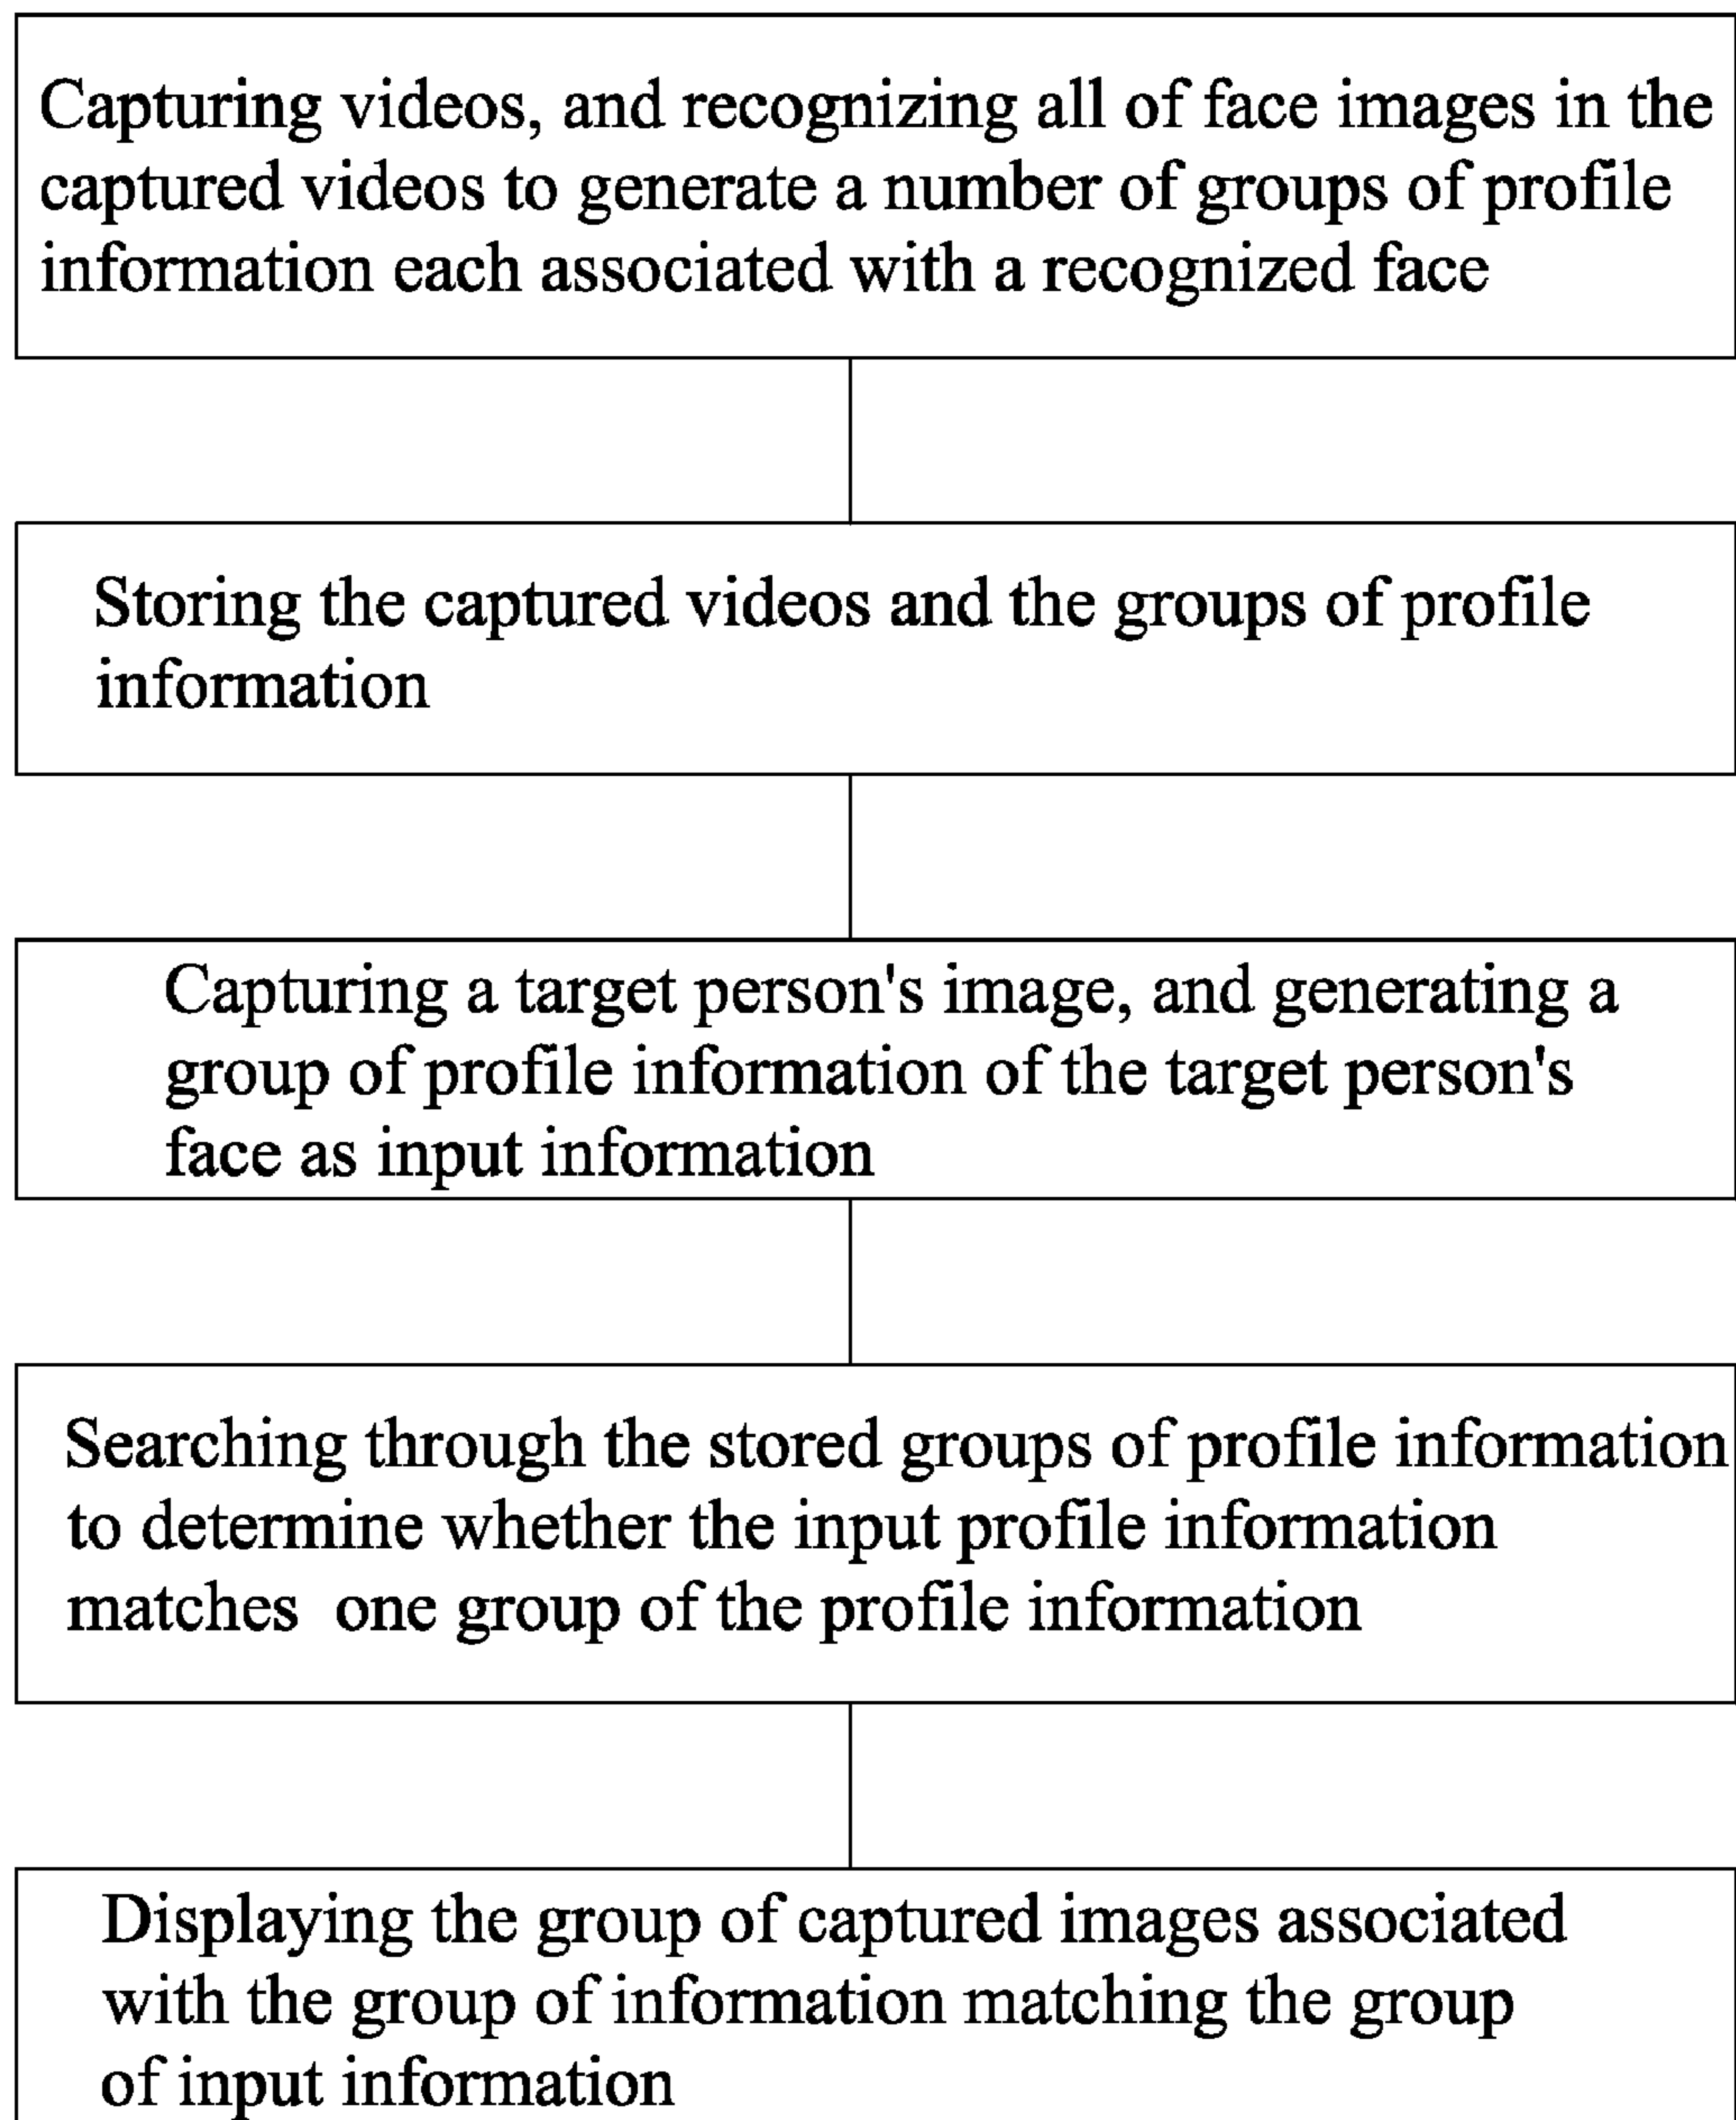 Capturing videos, and recognizing all of face images in the
captured videos to generate a number of groups of profile
information each associated with a recognized face
Storing the captured videos and the groups of profile
information
Capturing a target person's image, and generating a
group of profile information of the target person's
face as input information
Searching through the stored groups of profile information
to determine whether the input profile information
matches  one group of the profile information
Displaying the group of captured images associated
with the group of information matching the group
of input information